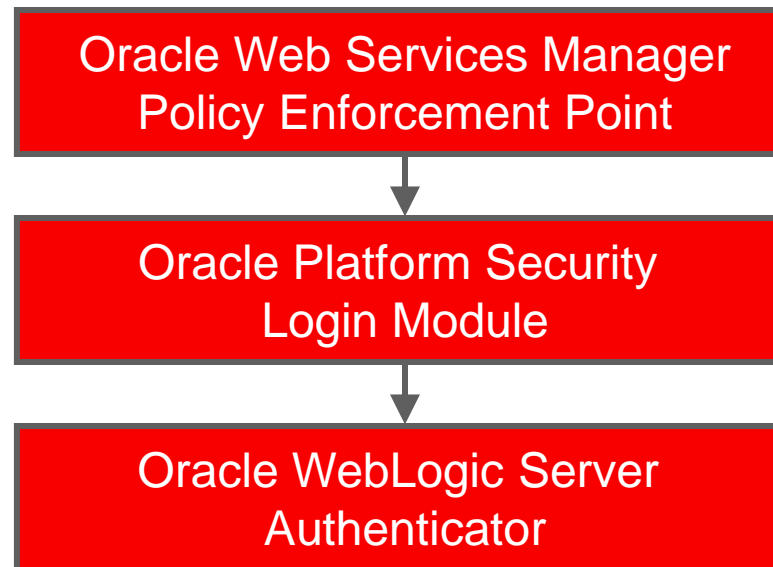 Oracle Web Services Manager
Policy Enforcement Point
Oracle Platform Security
Login Module
Oracle WebLogic Server
Authenticator